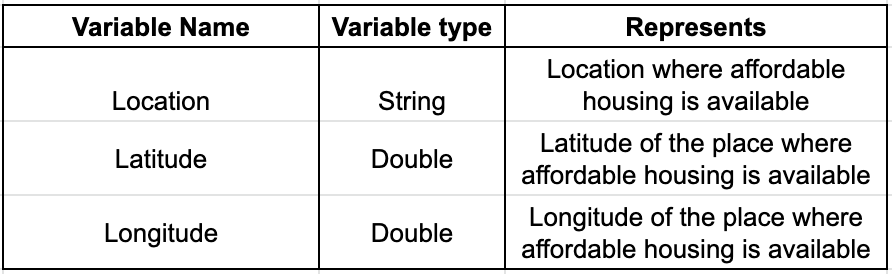 Variable Name Variable type Represents
Location String Location where affordable housing is available
Latitude Double Latitude of the place where affordable housing is available
Longitude Double Longitude of the place where affordable housing is available